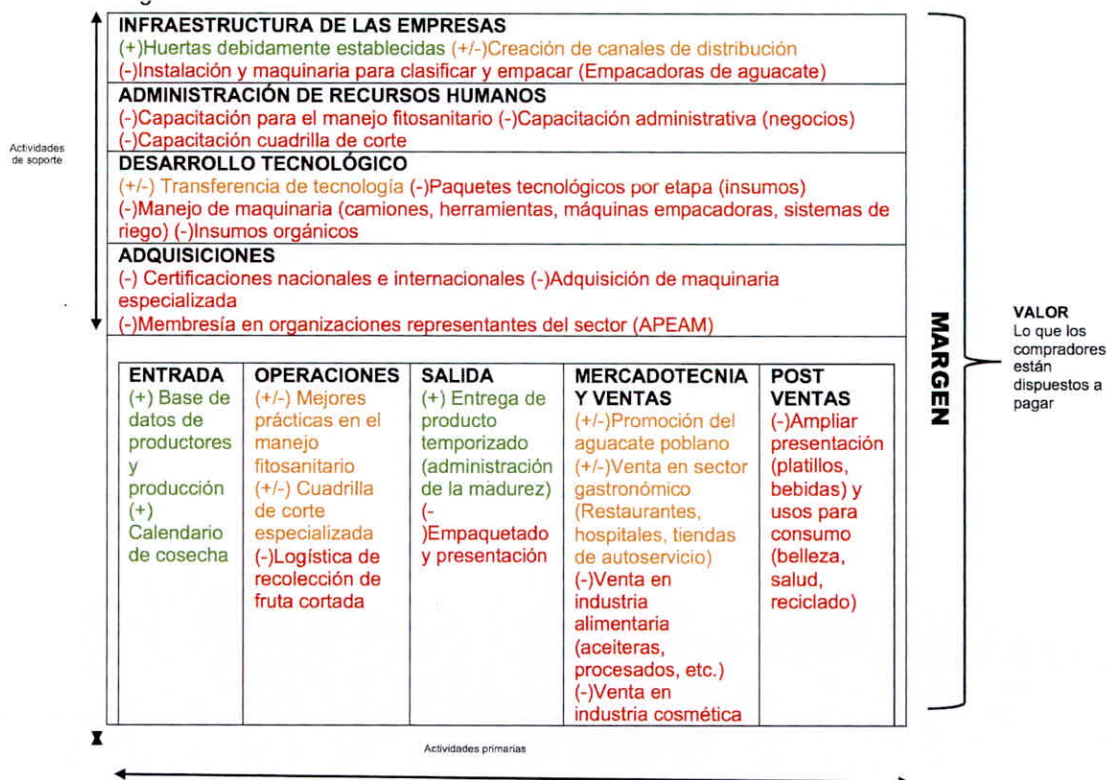 INFRAESTRUCTURA DE LAS EMPRESAS
(+)Huertas debidamente establecidas (+/-)Creación de canales de distribución
(-)Instalación y maquinaria para clasificar y empacar (Empacadoras de aguacate)
ADMINISTRACIÓN DE RECURSOS HUMANOS
(-)Capacitación para el manejo fitosanitario (-)Capacitación administrativa (negocios)
(-)Capacitación cuadrilla de corte
Actividades
de soporte
DESARROLLO TECNOLÓGICO
(+/-) Transferencia de tecnología (-)Paquetes tecnológicos por etapa (insumos)
(-)Manejo de maquinaria (camiones, herramientas, máquinas empacadoras, sistemas de
riego) (-)Insumos orgánicos
ADQUISICIONES
(-) Certificaciones nacionales e internacionales (-)Adquisición de maquinaria
especializada
(-)Membresía en organizaciones representantes del sector (APEAM)
ENTRADA
(+) Base de
datos de
productores
y
producción
(+)
Calendario
de cosecha
OPERACIONES
(+/-) Mejores
prácticas en el
manejo
fitosanitario
(+/-) Cuadrilla
de corte
especializada
(-)Logística de
recolección de
fruta cortada
SALIDA
(+) Entrega de
producto
temporizado
(administración
de la madurez)
(-
)Empaquetado
y presentación
MERCADOTECNIA
Y VENTAS
(+/-)Promoción del
aguacate poblano
(+/-)Venta en sector
gastronómico
(Restaurantes,
hospitales, tiendas
de autoservicio)
(-)Venta en
industria
alimentaria
(aceiteras,
procesados, etc.)
(-)Venta en
industria cosmética
POST
VENTAS
(-)Ampliar
presentación
(platillos,
bebidas) y
usos para
consumo
(belleza,
salud,
reciclado)
MARGEN
VALOR
Lo que los
compradores
están
dispuestos a
pagar
Actividades primarias